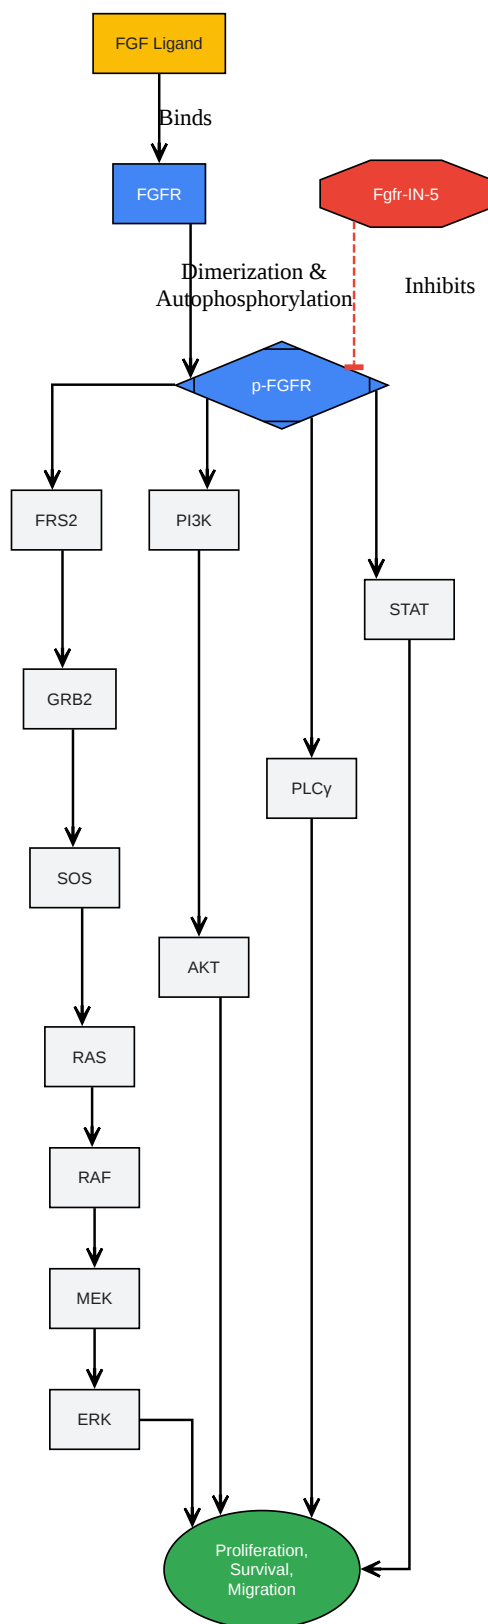 FGF Ligand
Binds
FGFR
Fgfr-IN-5
Dimerization &
Autophosphorylation
Inhibits
p-FGFR
FRS2
PI3K
STAT
GRB2
PLCγ
SOS
AKT
RAS
RAF
MEK
ERK
Proliferation,
Survival,
Migration